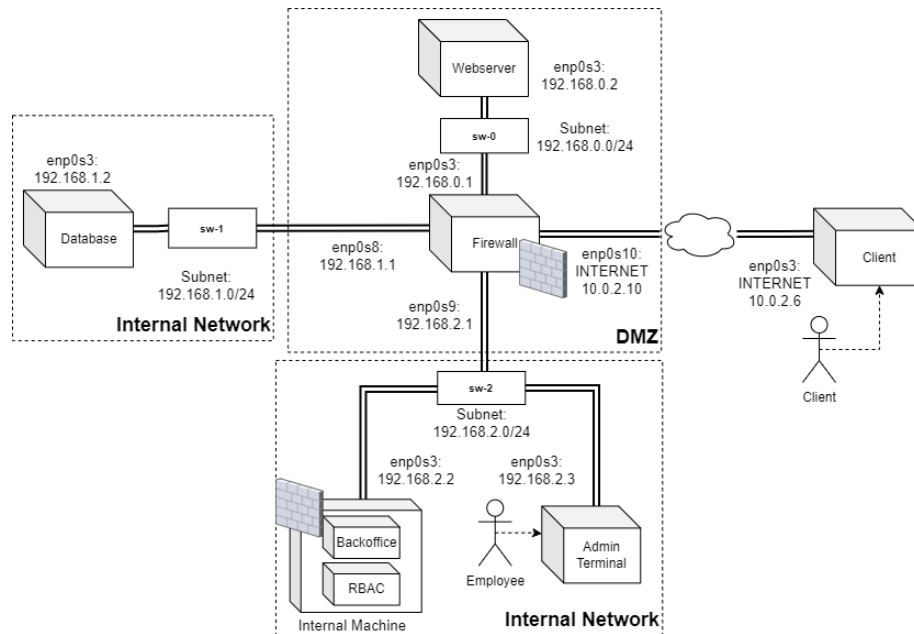 Webserver
enp0s3:
192.168.0.2
sw-0
Subnet:
192.168.0.0/24
enp0s3:
192.168.0.1
enp0s3:
192.168.1.2
Database
sw-1
Subnet:
192.168.1.0/24
Internal Network
enp0s8:
192.168.1.1
Firewall
enp0s10:
INTERNET
10.0.2.10
enp0s9:
192.168.2.1
DMZ
Client
enp0s3:
INTERNET
10.0.2.6
Client
sw-2
Subnet:
192.168.2.0/24
enp0s3:
192.168.2.2
enp0s3:
192.168.2.3
Backoffice
RBAC
Internal Machine
Employee
Admin
Terminal
Internal Network